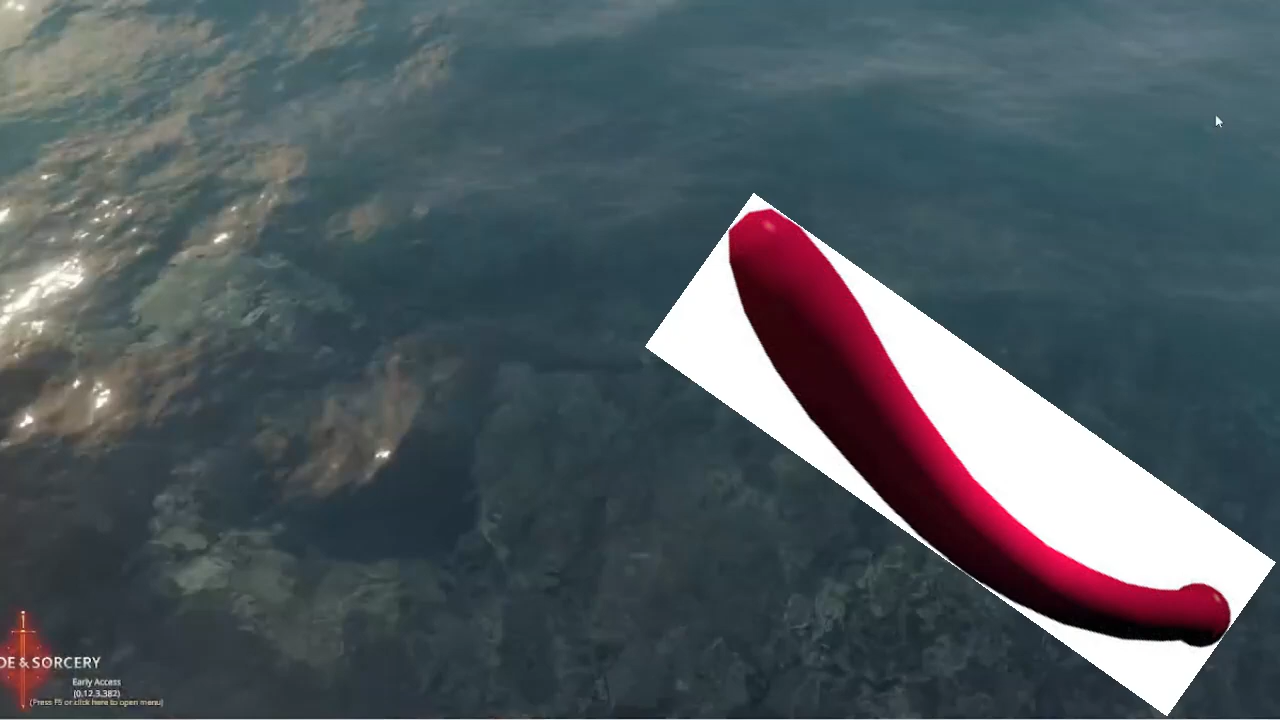 DE & SORCERY
Early Access
(0.12.3.382)
(Press F5 or click here to open menu)